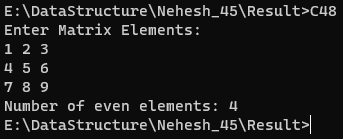 E:\DataStructure\Nehesh_45\Result>C48
Enter Matrix Elements:
1 2 3
4 5 6
7 8 9
Number of even elements: 4
E:\DataStructure\Nehesh_45\Result>